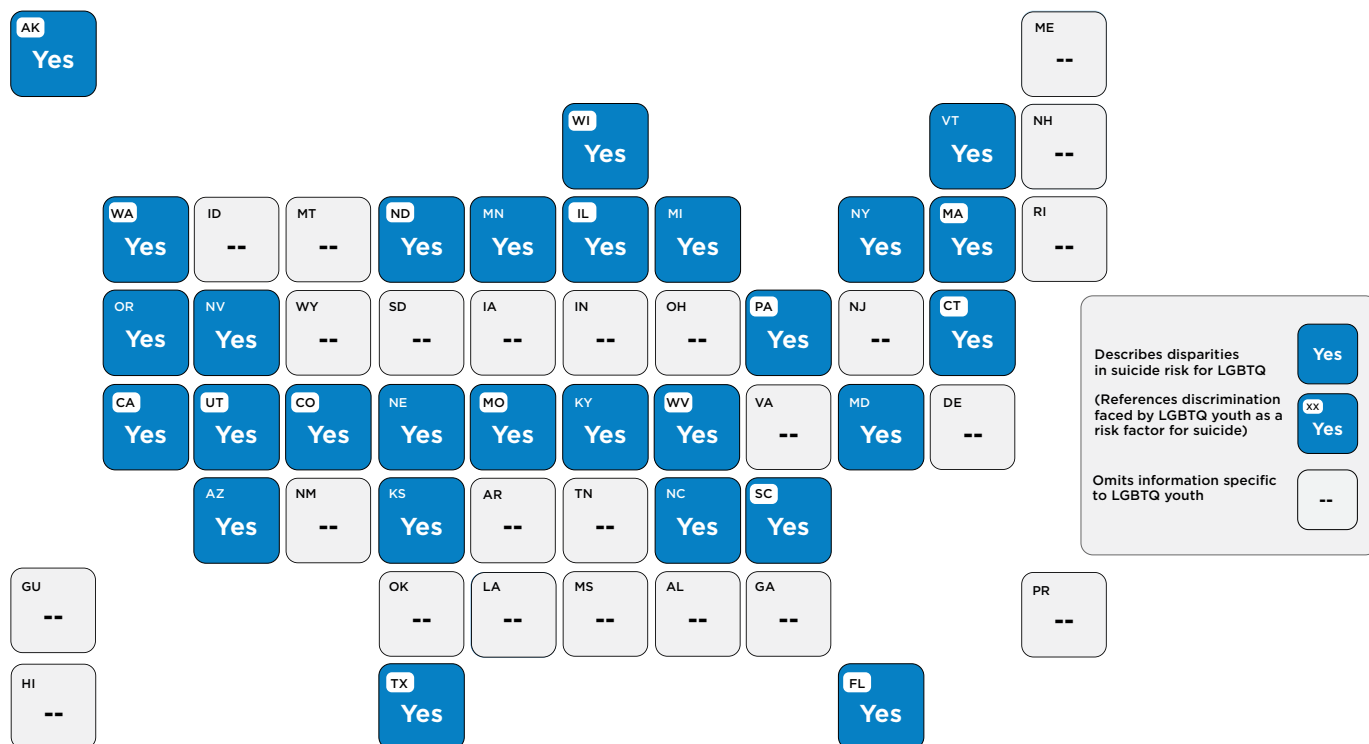 AK
Yes
ME
--
WI
Yes
VT
Yes
NH
--
WA
Yes
ID
--
MT
--
ND
Yes
MN
Yes
IL
Yes
MI
Yes
NY
Yes
MA
Yes
RI
--
OR
Yes
NV
Yes
WY
--
SD
--
IA
--
IN
--
OH
--
PA
Yes
NJ
--
CT
Yes
CA
Yes
UT
Yes
CO
Yes
NE
Yes
MO
Yes
KY
Yes
WV
Yes
VA
--
MD
Yes
DE
--
AZ
Yes
NM
--
KS
Yes
AR
--
TN
--
NC
Yes
SC
Yes
GU
--
OK
--
LA
--
MS
--
AL
--
GA
--
PR
--
HI
--
TX
Yes
FL
Yes
Describes disparities
in suicide risk for LGBTQ
Yes
(References discrimination
faced by LGBTQ youth as a
risk factor for suicide)
XX
Yes
Omits information specific
to LGBTQ youth
--